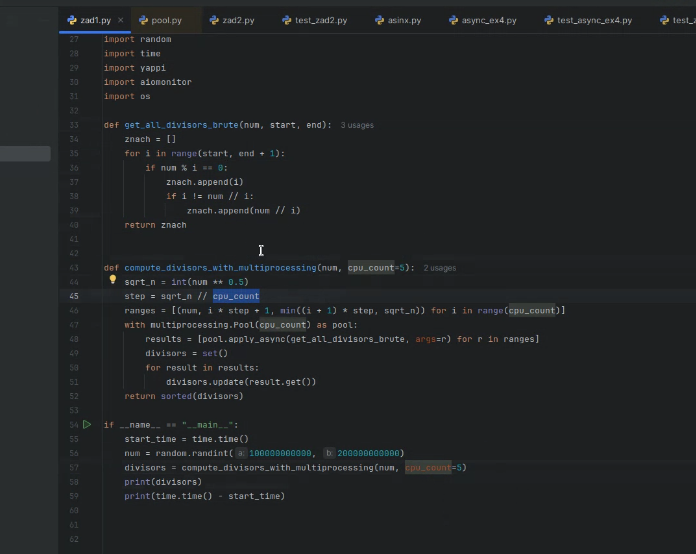 zad1.py × pool.py zad2.py test_zad2.py asinx.py async_ex4.py test_async_ex4.py
27 import random
28 import time
29 import yappi
30 import aiomonitor
31 import os
32
33 def get_all_divisors_brute(num, start, end): 3 usages
34 znach = []
35 for i in range(start, end + 1):
36 if num % i == 0:
37 znach.append(i)
38 if i != num // i:
39 znach.append(num // i)
40 return znach
41
42
43 def compute_divisors_with_multiprocessing(num, cpu_count=5): 2 usages
44 sqrt_n = int(num ** 0.5)
45 step = sqrt_n // cpu_count
46 ranges = [(num, i * step + 1, min((i + 1) * step, sqrt_n)) for i in range(cpu_count)]
47 with multiprocessing.Pool(cpu_count) as pool:
48 results = [pool.apply_async(get_all_divisors_brute, args=r) for r in ranges]
49 divisors = set()
50 for result in results:
51 divisors.update(result.get())
52 return sorted(divisors)
53
54 if __name__ == "__main__":
55 start_time = time.time()
56 num = random.randint( a: 100000000000, b: 200000000000)
57 divisors = compute_divisors_with_multiprocessing(num, cpu_count=5)
58 print(divisors)
59 print(time.time() - start_time)
60
61
62